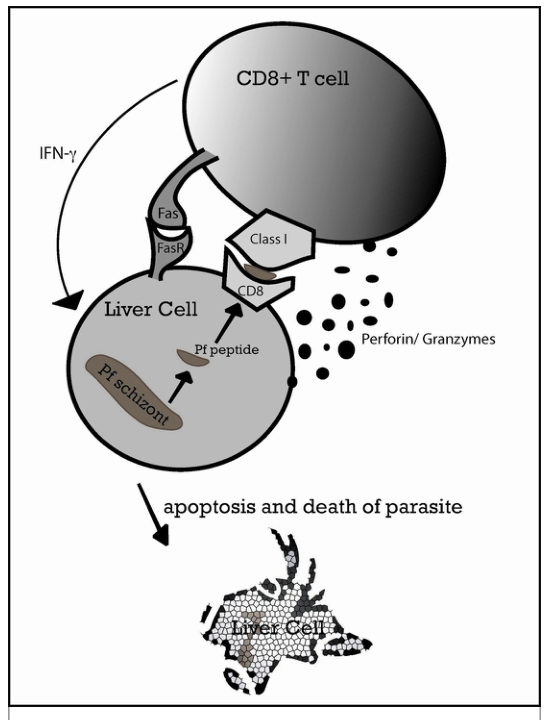 CD8+ T cell
IFN-γ
Fas
FasR
Class I
CD8
Liver Cell
Pf peptide
Pf schizont
Perforin/ Granzymes
apoptosis and death of parasite
Liver Cell